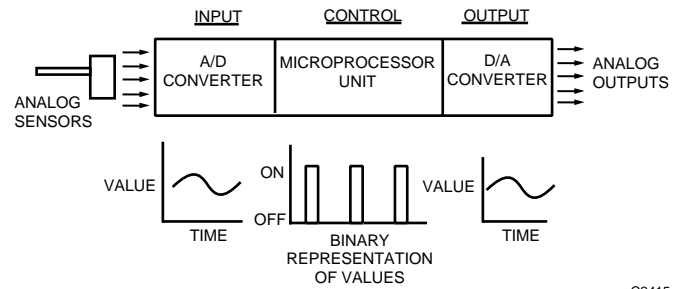 INPUT CONTROL OUTPUT
A/D
CONVERTER
MICROPROCESSOR
UNIT
D/A
CONVERTER
ANALOG
SENSORS
ANALOG
OUTPUTS
VALUE
TIME
ON
OFF
BINARY
REPRESENTATION
OF VALUES
VALUE
TIME